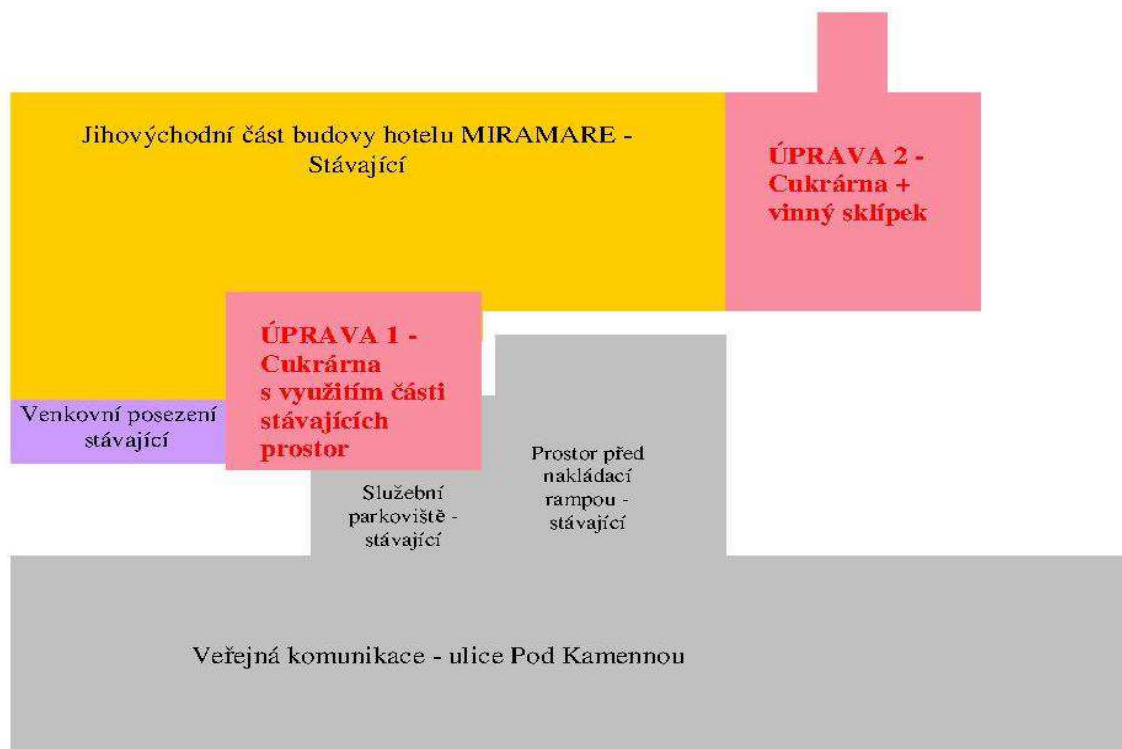 Jihovýchodní část budovy hotelu MIRAMARE -
Stávající
ÚPRAVA 2 -
Cukrárna +
vinný sklípek
ÚPRAVA 1 -
Cukrárna
s využitím části
stávajících
prostor
Venkovní posezení
stávající
Prostor před
nakládací
rampou -
stávající
Služební
parkoviště -
stávající
Veřejná komunikace - ulice Pod Kamennou